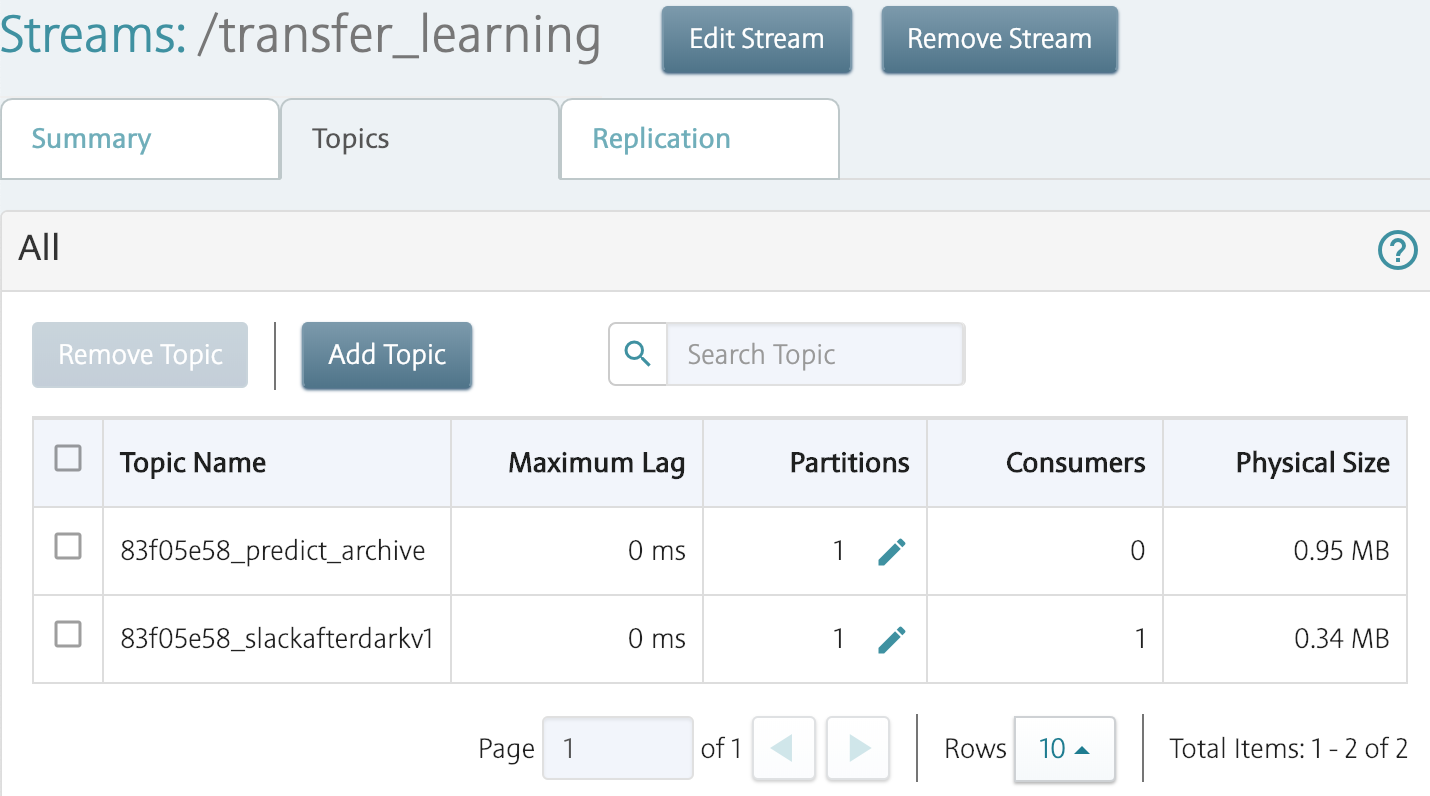 Streams: /transfer_learning Edit Stream Remove Stream
Summary Topics Replication
All ?
Remove Topic Add Topic Search Topic
Topic Name Maximum Lag Partitions Consumers Physical Size
83f05e58_predict_archive 0 ms 1 0 0.95 MB
83f05e58_slackafterdarkv1 0 ms 1 1 0.34 MB
Page 1 of 1 Rows 10 Total Items: 1 - 2 of 2